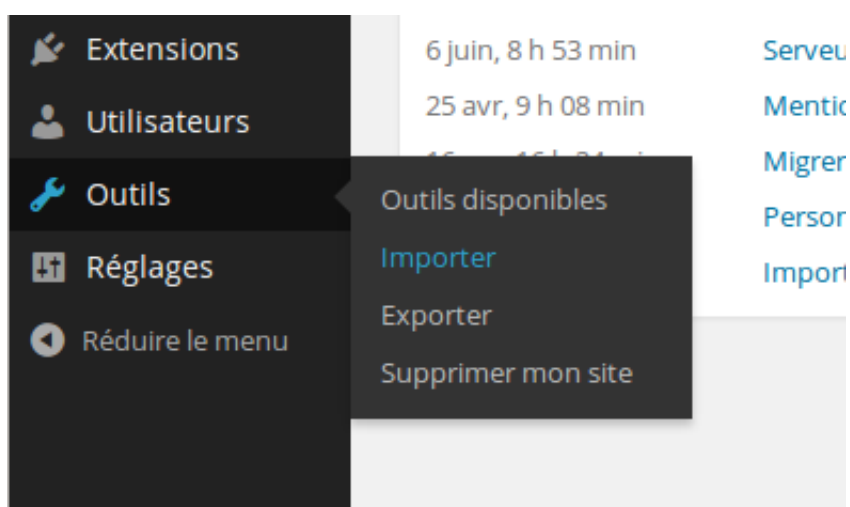 Extensions
Utilisateurs
Outils
Réglages
Réduire le menu
Outils disponibles
Importer
Exporter
Supprimer mon site
6 juin, 8 h 53 min
25 avr, 9 h 08 min